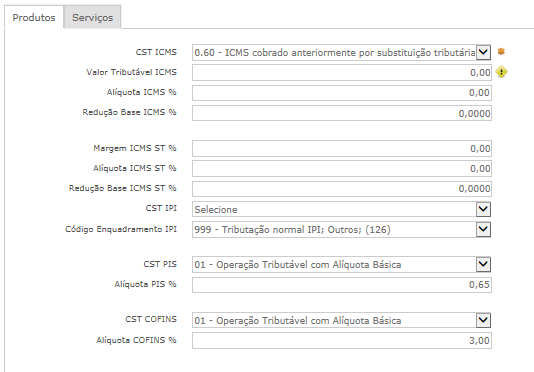 Produtos Serviços
CST ICMS 0.60 - ICMS cobrado anteriormente por substituição tributária
Valor Tributável ICMS 0,00
Alíquota ICMS % 0,00
Redução Base ICMS % 0,0000
Margem ICMS ST % 0,00
Alíquota ICMS ST % 0,00
Redução Base ICMS ST % 0,0000
CST IPI Selecione
Código Enquadramento IPI 999 - Tributação normal IPI; Outros; (126)
CST PIS 01 - Operação Tributável com Alíquota Básica
Alíquota PIS % 0,65
CST COFINS 01 - Operação Tributável com Alíquota Básica
Alíquota COFINS % 3,00